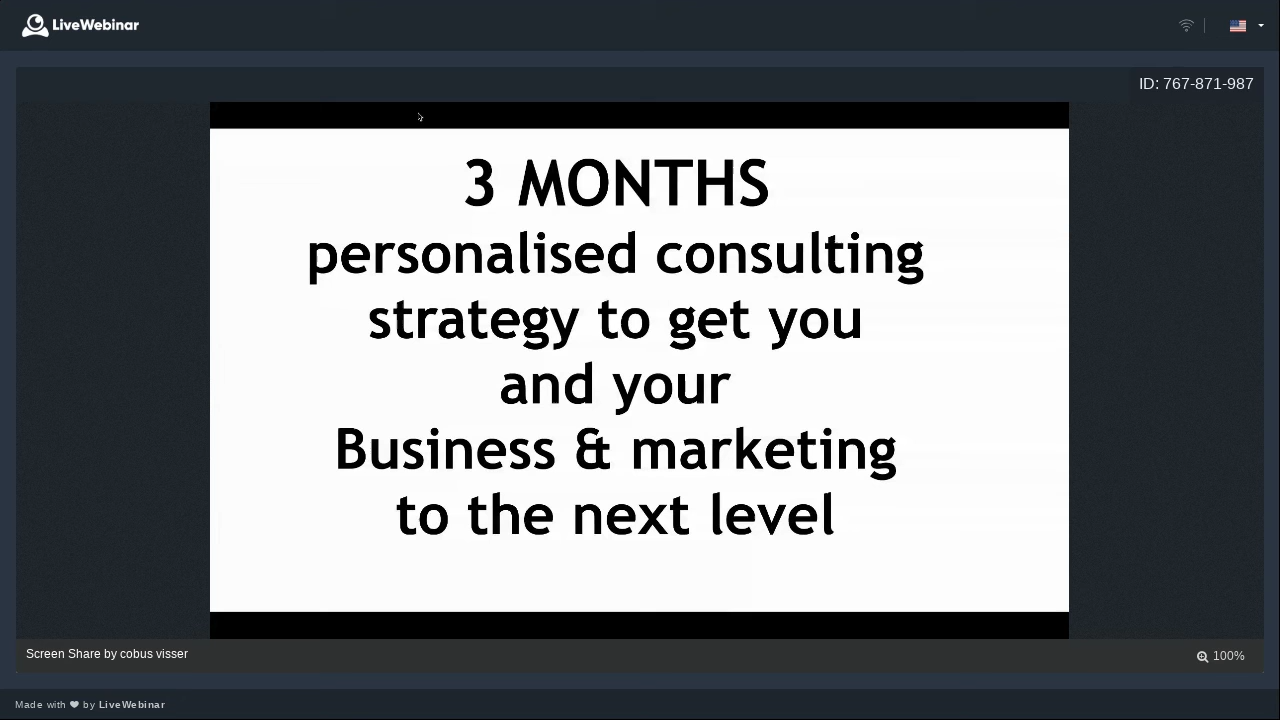 LiveWebinar
ID: 767-871-987
3 MONTHS
personalised consulting
strategy to get you
and your
Business & marketing
to the next level
Screen Share by cobus visser
100%
Made with ❤ by LiveWebinar